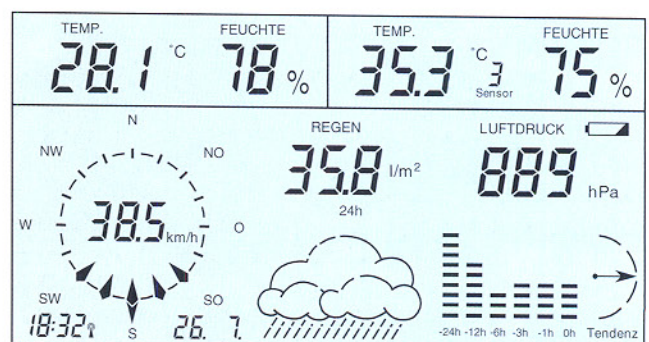 TEMP. FEUCHTE TEMP. FEUCHTE
28.1 °C 78 % 35.3 °C 3 Sensor 75 %
N REGEN LUFTDRUCK
NW NO 35.8 l/m² 889 hPa
24h
W 38.5 km/h O
SW SO
18:32 S 26. 7. -24h -12h -6h -3h -1h 0h Tendenz